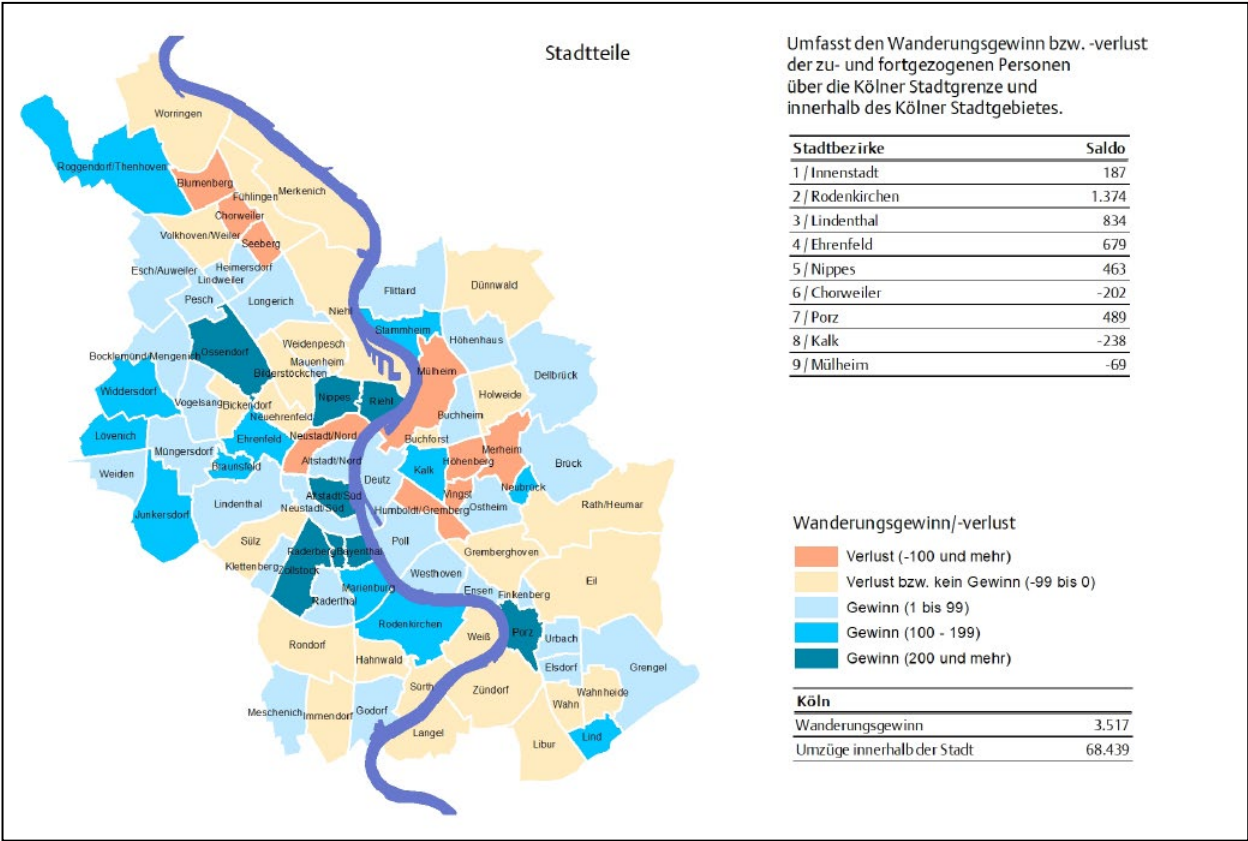 Stadtteile
Umfasst den Wanderungsgewinn bzw. -verlust
der zu- und fortgezogenen Personen
über die Kölner Stadtgrenze und
innerhalb des Kölner Stadtgebietes.
Stadtbezirke Saldo
1 / Innenstadt 187
2 / Rodenkirchen 1.374
3 / Lindenthal 834
4 / Ehrenfeld 679
5 / Nippes 463
6 / Chorweiler -202
7 / Porz 489
8 / Kalk -238
9 / Mülheim -69
Wanderungsgewinn/-verlust
Verlust (-100 und mehr)
Verlust bzw. kein Gewinn (-99 bis 0)
Gewinn (1 bis 99)
Gewinn (100 - 199)
Gewinn (200 und mehr)
Köln
Wanderungsgewinn 3.517
Umzüge innerhalb der Stadt 68.439
Worringen
Roggendorf/Thenhoven
Blumenberg
Fühlingen
Merkenich
Chorweiler
Volkhoven/Weiler
Seeberg
Heimersdorf
Esch/Auweiler
Lindweiler
Pesch
Longerich
Niehl
Flittard
Dünnwald
Stammheim
Höhenhaus
Weidenpesch
Ossendorf
Bocklemünd/Mengenich
Mauenheim
Bilderstöckchen
Mülheim
Dellbrück
Widdersdorf
Vogelsang
Bickendorf
Nippes
Riehl
Holweide
Neuehrenfeld
Buchheim
Lövenich
Ehrenfeld
Neustadt/Nord
Buchforst
Müngersdorf
Merheim
Altstadt/Nord
Höhenberg
Brück
Weiden
Braunsfeld
Kalk
Deutz
Neubrück
Vingst
Altstadt/Süd
Lindenthal
Neustadt/Süd
Humboldt/Gremberg
Ostheim
Rath/Heumar
Junkersdorf
Sülz
Poll
Raderberg
Bayenthal
Gremberghoven
Klettenberg
Zollstock
Westhoven
Eil
Marienburg
Ensen
Finkenberg
Raderthal
Rodenkirchen
Weiß
Porz
Urbach
Rondorf
Hahnwald
Elsdorf
Grengel
Sürth
Zündorf
Wahnheide
Wahn
Meschenich
Immendorf
Godorf
Langel
Libur
Lind